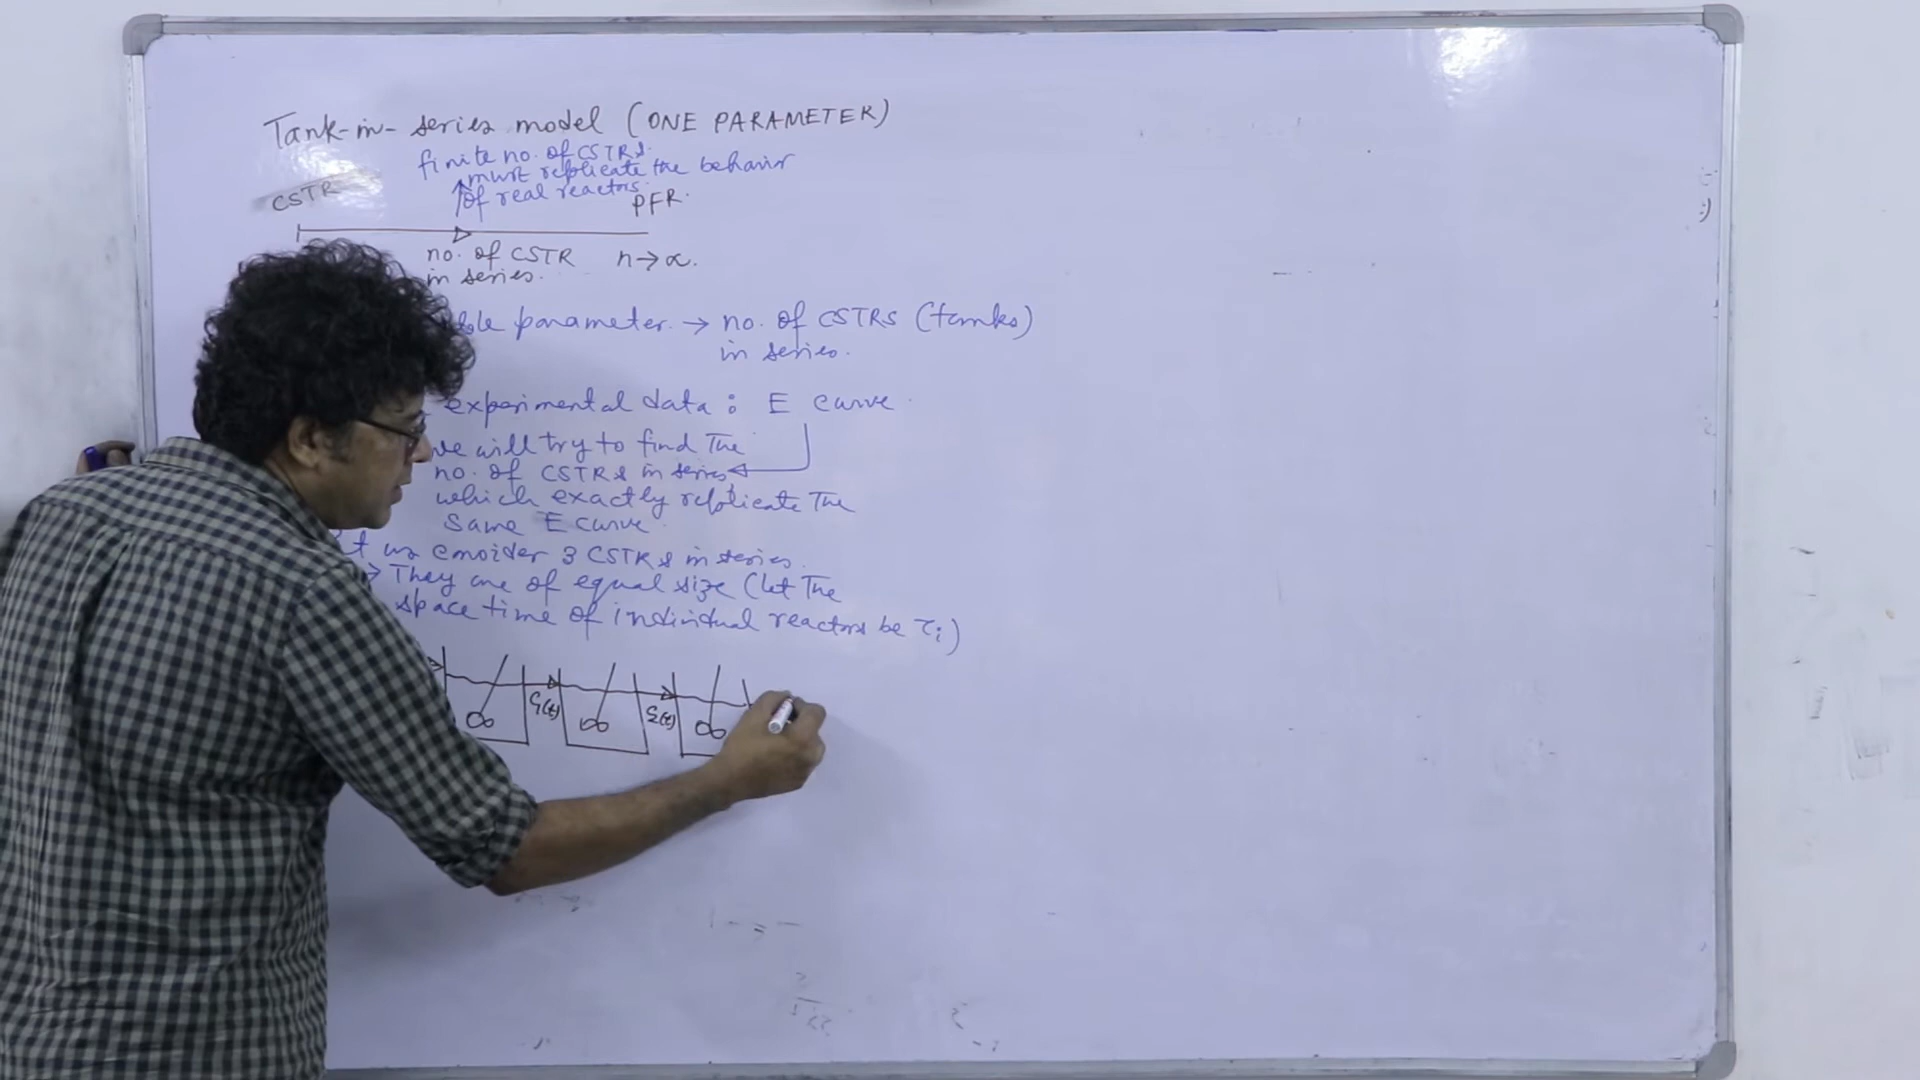 Tank-in-series model (ONE PARAMETER)
finite no. of CSTRs
must replicate the behavior
of real reactors.
CSTR
PFR.
no. of CSTR
in series.
n→∝.
parameter. → no. of CSTRS (tanks)
in series.
experimental data : E curve.
we will try to find the
no. of CSTRs in series
which exactly replicate the
same E curve.
us consider 3 CSTRs in series.
→ They are of equal size (let the
space time of individual reactors be τi)
C1(t)
C2(t)